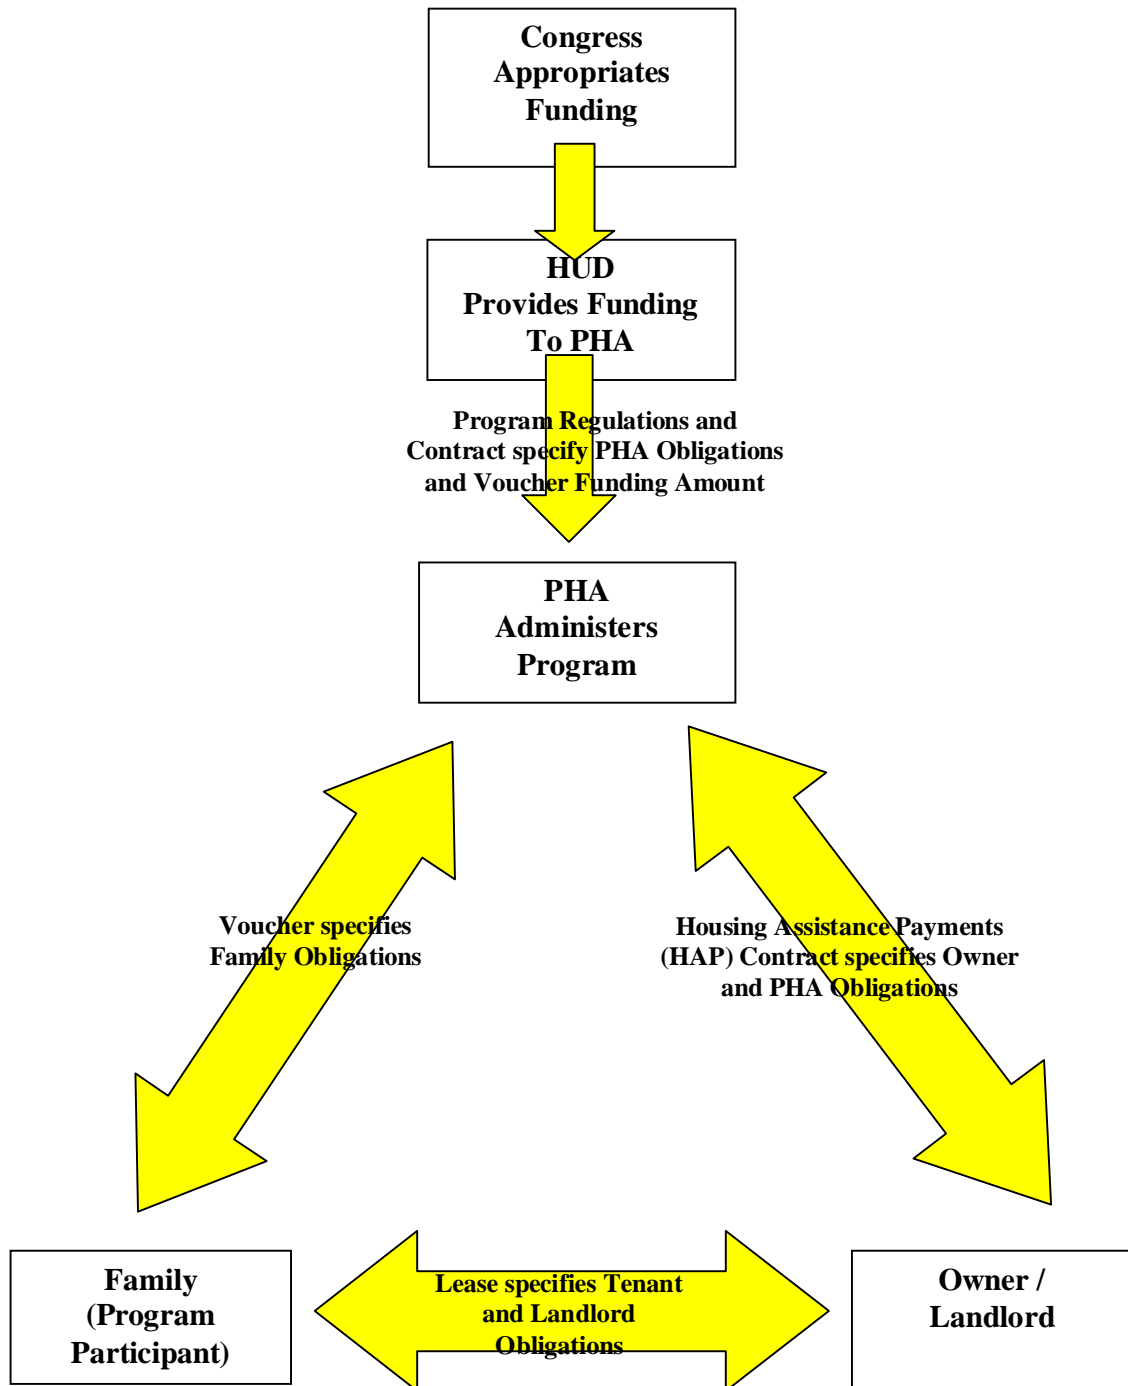 Congress
Appropriates
Funding
HUD
Provides Funding
To PHA
Program Regulations and
Contract specify PHA Obligations
and Voucher Funding Amount
PHA
Administers
Program
Voucher specifies
Family Obligations
Housing Assistance Payments
(HAP) Contract specifies Owner
and PHA Obligations
Family
(Program
Participant)
Lease specifies Tenant
and Landlord
Obligations
Owner /
Landlord